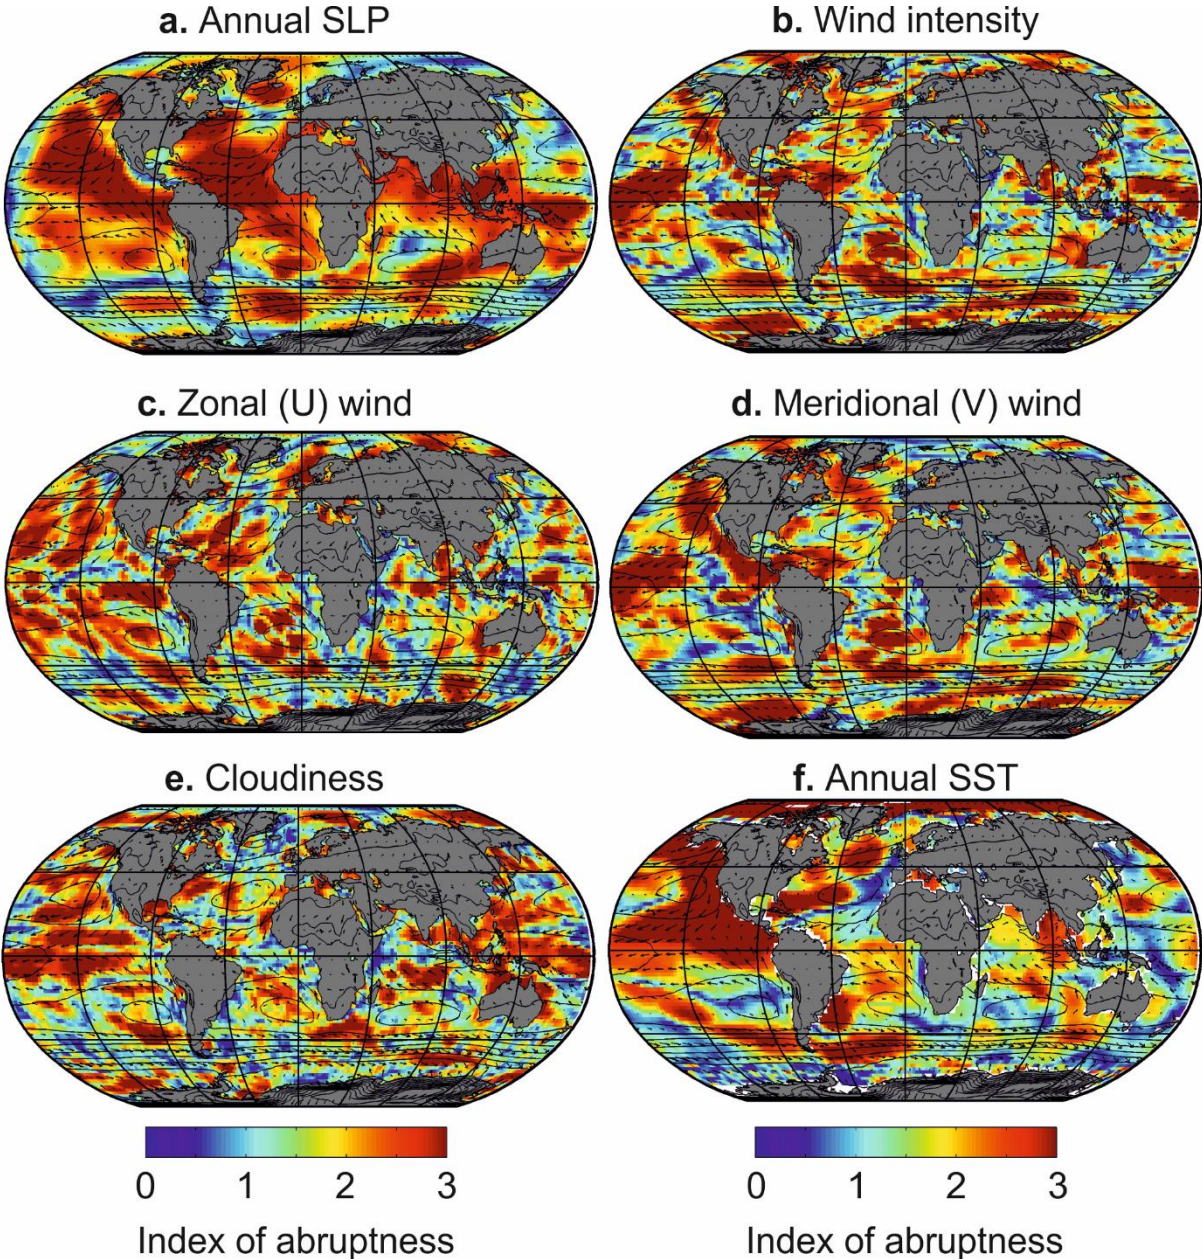 a. Annual SLP
b. Wind intensity
c. Zonal (U) wind
d. Meridional (V) wind
e. Cloudiness
f. Annual SST
0 1 2 3
0 1 2 3
Index of abruptness
Index of abruptness